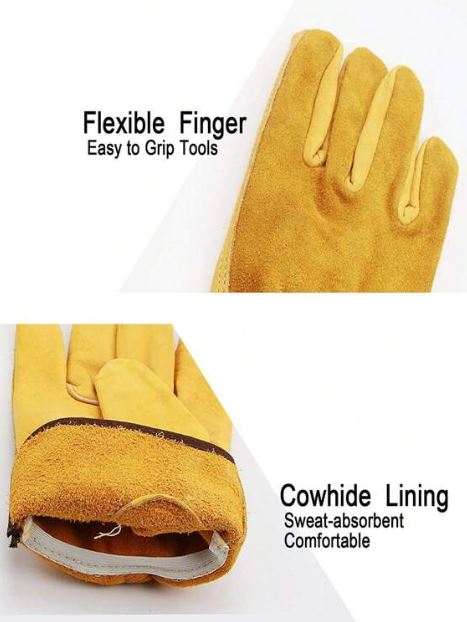 Flexible Finger
Easy to Grip Tools
Cowhide Lining
Sweat-absorbent
Comfortable